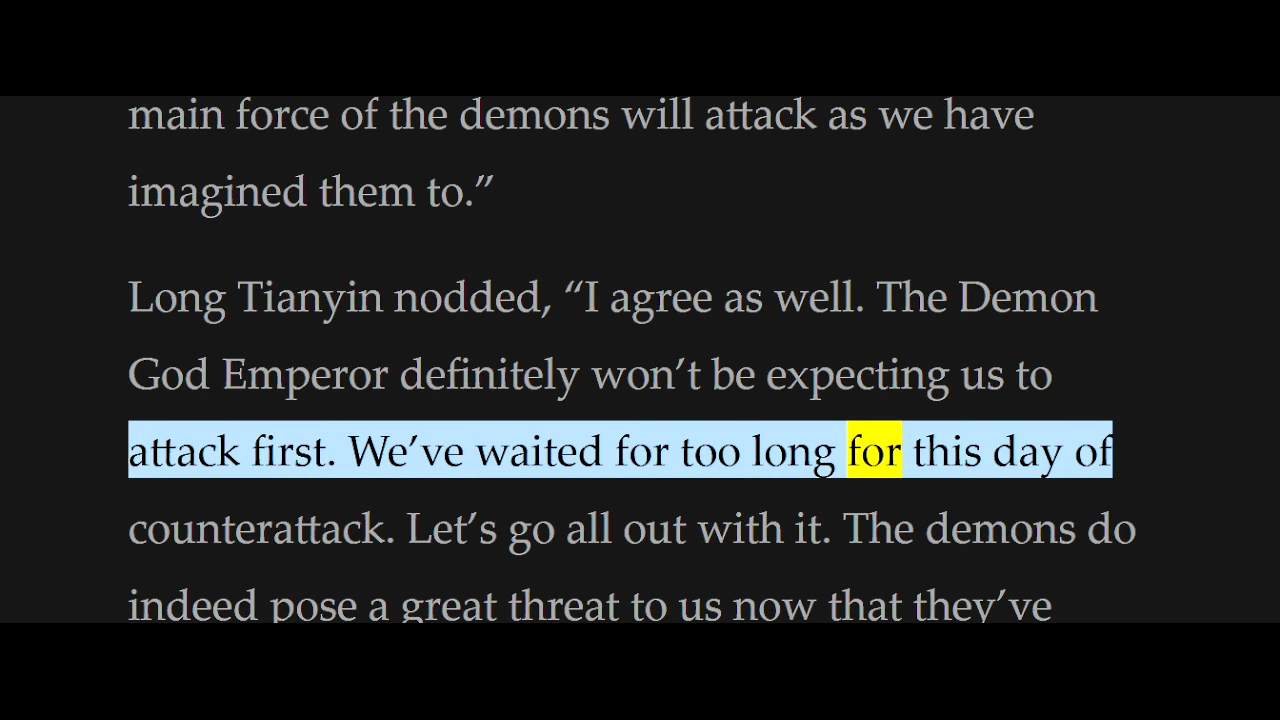 main force of the demons will attack as we have
imagined them to.”
Long Tianyin nodded, “I agree as well. The Demon
God Emperor definitely won’t be expecting us to
attack first. We’ve waited for too long for this day of
counterattack. Let’s go all out with it. The demons do
indeed pose a great threat to us now that they’ve